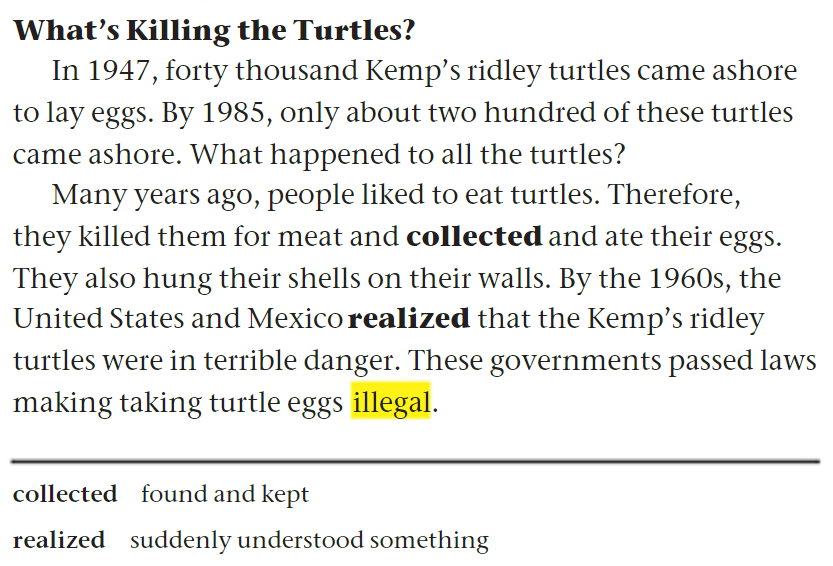 What's Killing the Turtles?
In 1947, forty thousand Kemp's ridley turtles came ashore
to lay eggs. By 1985, only about two hundred of these turtles
came ashore. What happened to all the turtles?
Many years ago, people liked to eat turtles. Therefore,
they killed them for meat and collected and ate their eggs.
They also hung their shells on their walls. By the 1960s, the
United States and Mexico realized that the Kemp's ridley
turtles were in terrible danger. These governments passed laws
making taking turtle eggs illegal.
collected found and kept
realized suddenly understood something